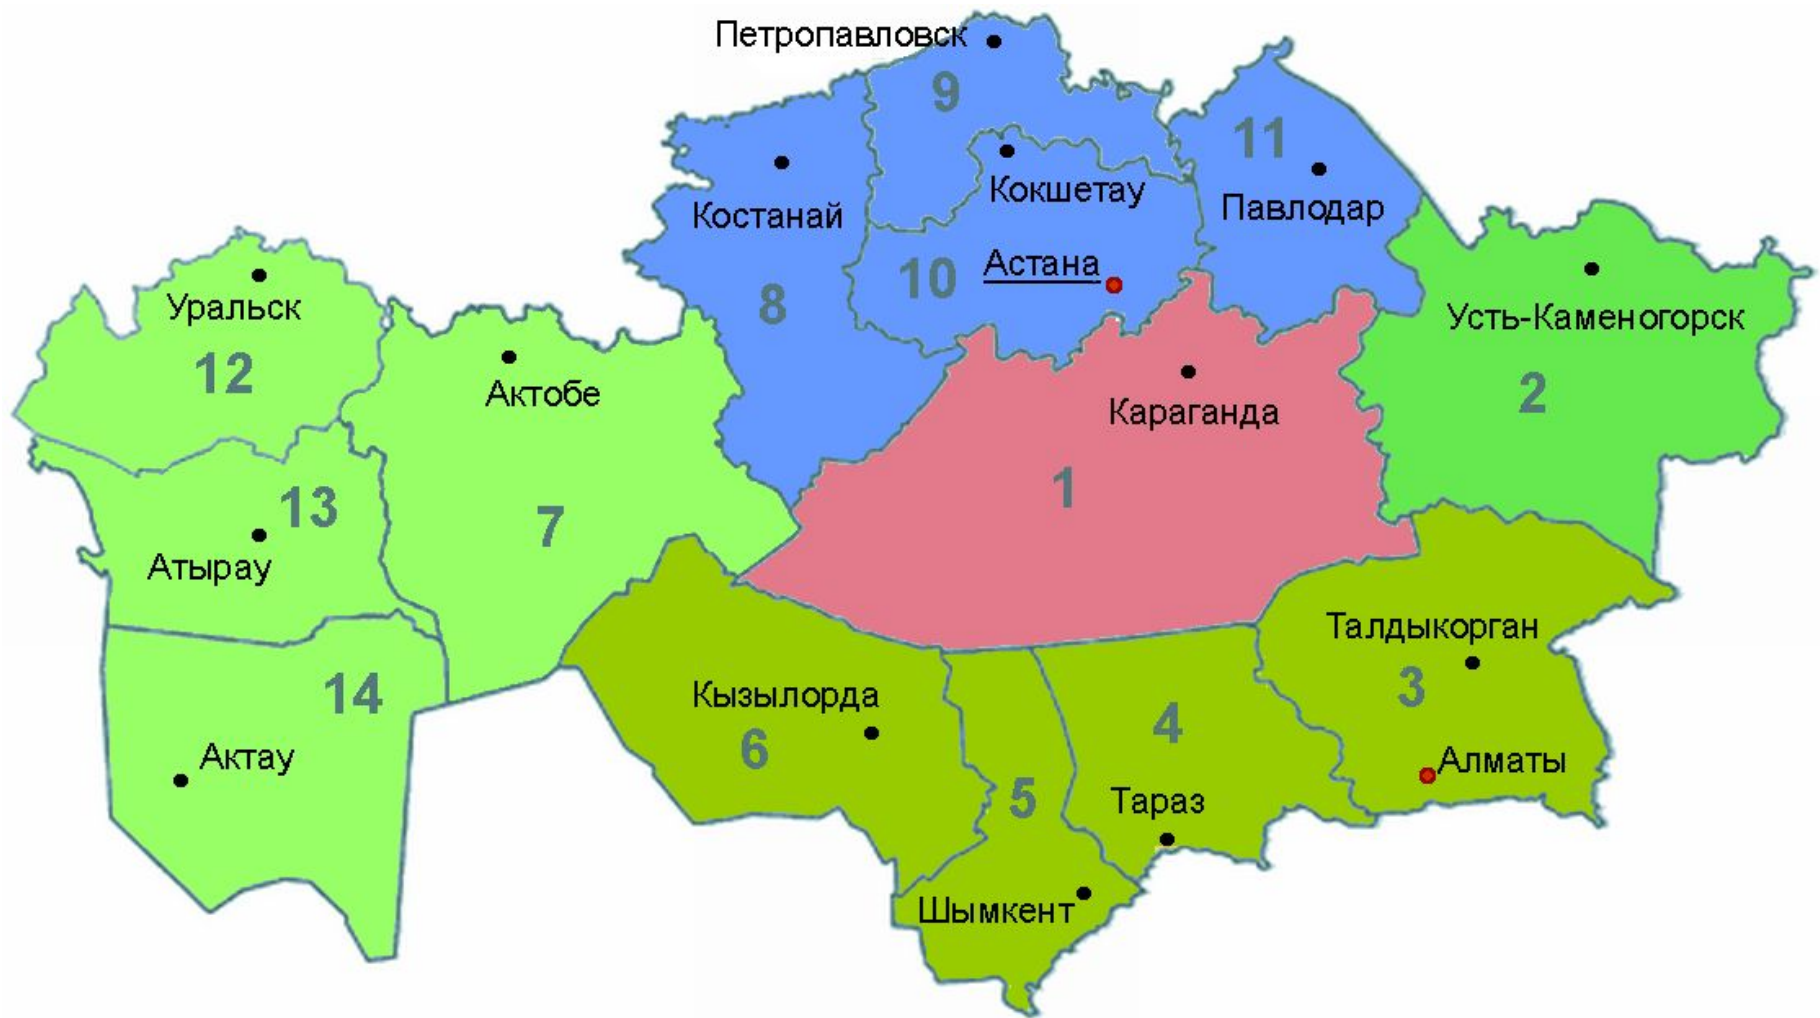 Петропавловск
9
11
Кокшетау
Костанай
Павлодар
10
Астана
8
Уральск
Усть-Каменогорск
12
Актобе
2
Караганда
1
13
7
Атырау
Талдыкорган
14
Кызылорда
3
4
6
Актау
Алматы
5
Тараз
Шымкент